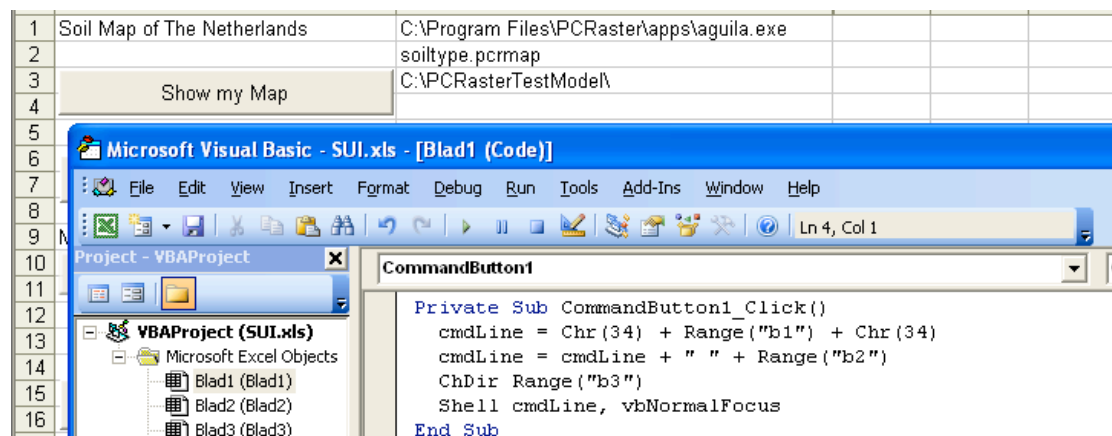 1 Soil Map of The Netherlands C:\Program Files\PCRaster\apps\aguila.exe
2 soiltype.pcrmap
3 C:\PCRasterTestModel\
Show my Map
4
5
Microsoft Visual Basic - SUI.xls - [Blad1 (Code)]
6
7 File Edit View Insert Format Debug Run Tools Add-Ins Window Help
8
9 Ln 4, Col 1
10 Project - VBAProject
CommandButton1
11
12 Private Sub CommandButton1_Click()
13 VBAProject (SUI.xls) cmdLine = Chr(34) + Range("b1") + Chr(34)
14 Microsoft Excel Objects cmdLine = cmdLine + " " + Range("b2")
15 Blad1 (Blad1) ChDir Range("b3")
16 Blad2 (Blad2) Shell cmdLine, vbNormalFocus
Blad3 (Blad3) End Sub